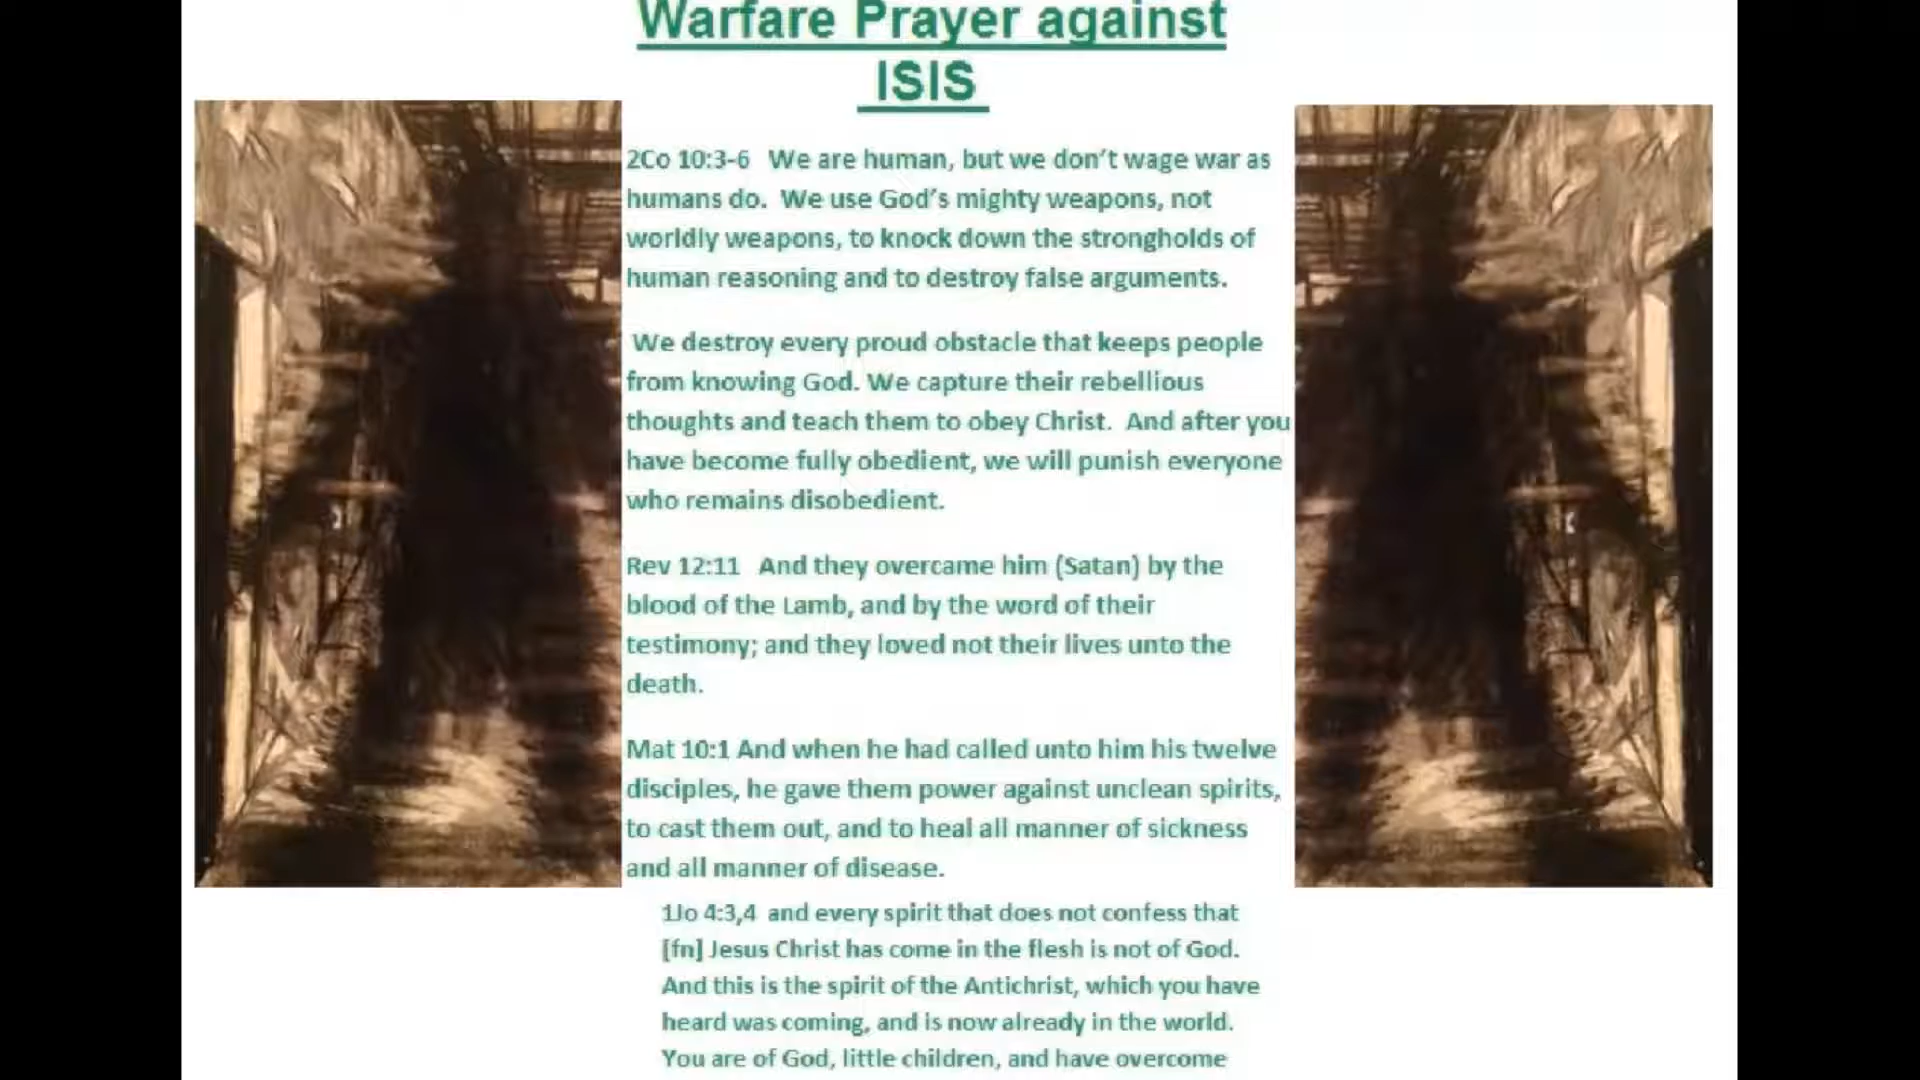 Warfare Prayer against
ISIS
2Co 10:3-6 We are human, but we don't wage war as
humans do. We use God's mighty weapons, not
worldly weapons, to knock down the strongholds of
human reasoning and to destroy false arguments.
We destroy every proud obstacle that keeps people
from knowing God. We capture their rebellious
thoughts and teach them to obey Christ. And after you
have become fully obedient, we will punish everyone
who remains disobedient.
Rev 12:11 And they overcame him (Satan) by the
blood of the Lamb, and by the word of their
testimony; and they loved not their lives unto the
death.
Mat 10:1 And when he had called unto him his twelve
disciples, he gave them power against unclean spirits,
to cast them out, and to heal all manner of sickness
and all manner of disease.
1Jo 4:3,4 and every spirit that does not confess that
[fn] Jesus Christ has come in the flesh is not of God.
And this is the spirit of the Antichrist, which you have
heard was coming, and is now already in the world.
You are of God, little children, and have overcome